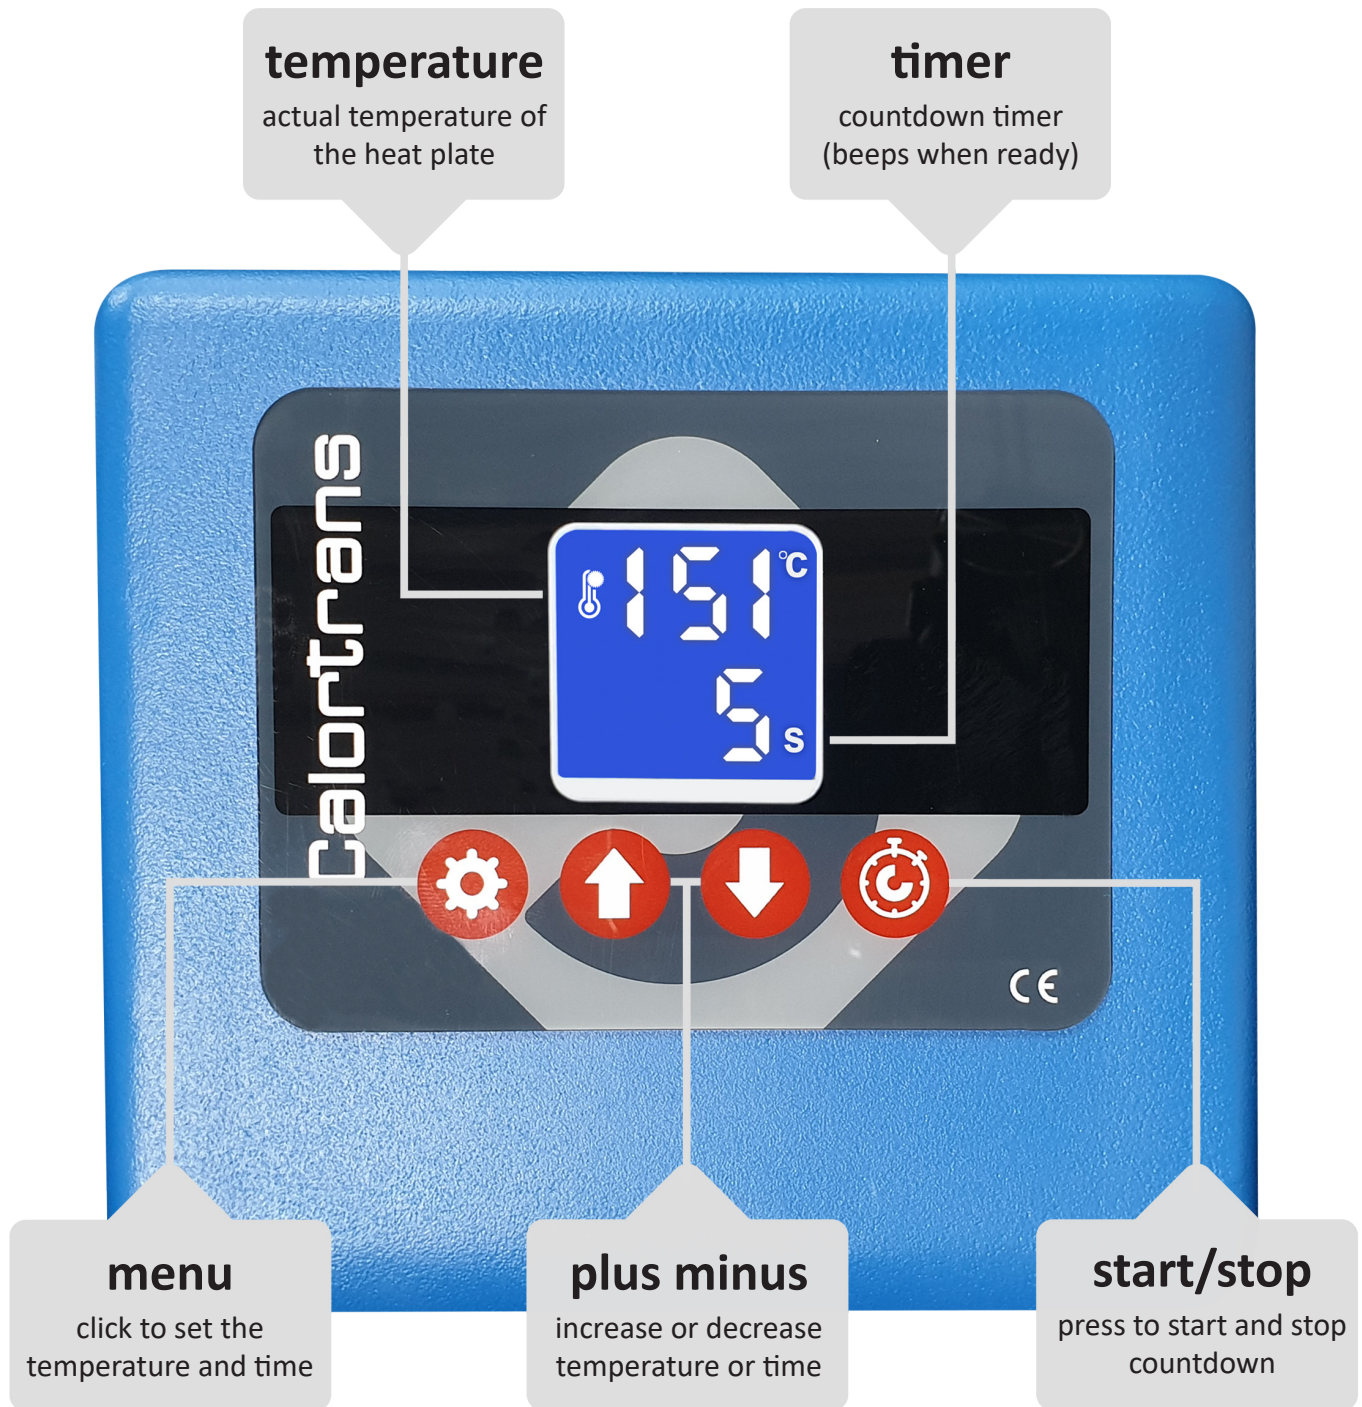 temperature
actual temperature of
the heat plate
timer
countdown timer
(beeps when ready)
Calortrans
151 °C
5 s
CE
menu
click to set the
temperature and time
plus minus
increase or decrease
temperature or time
start/stop
press to start and stop
countdown